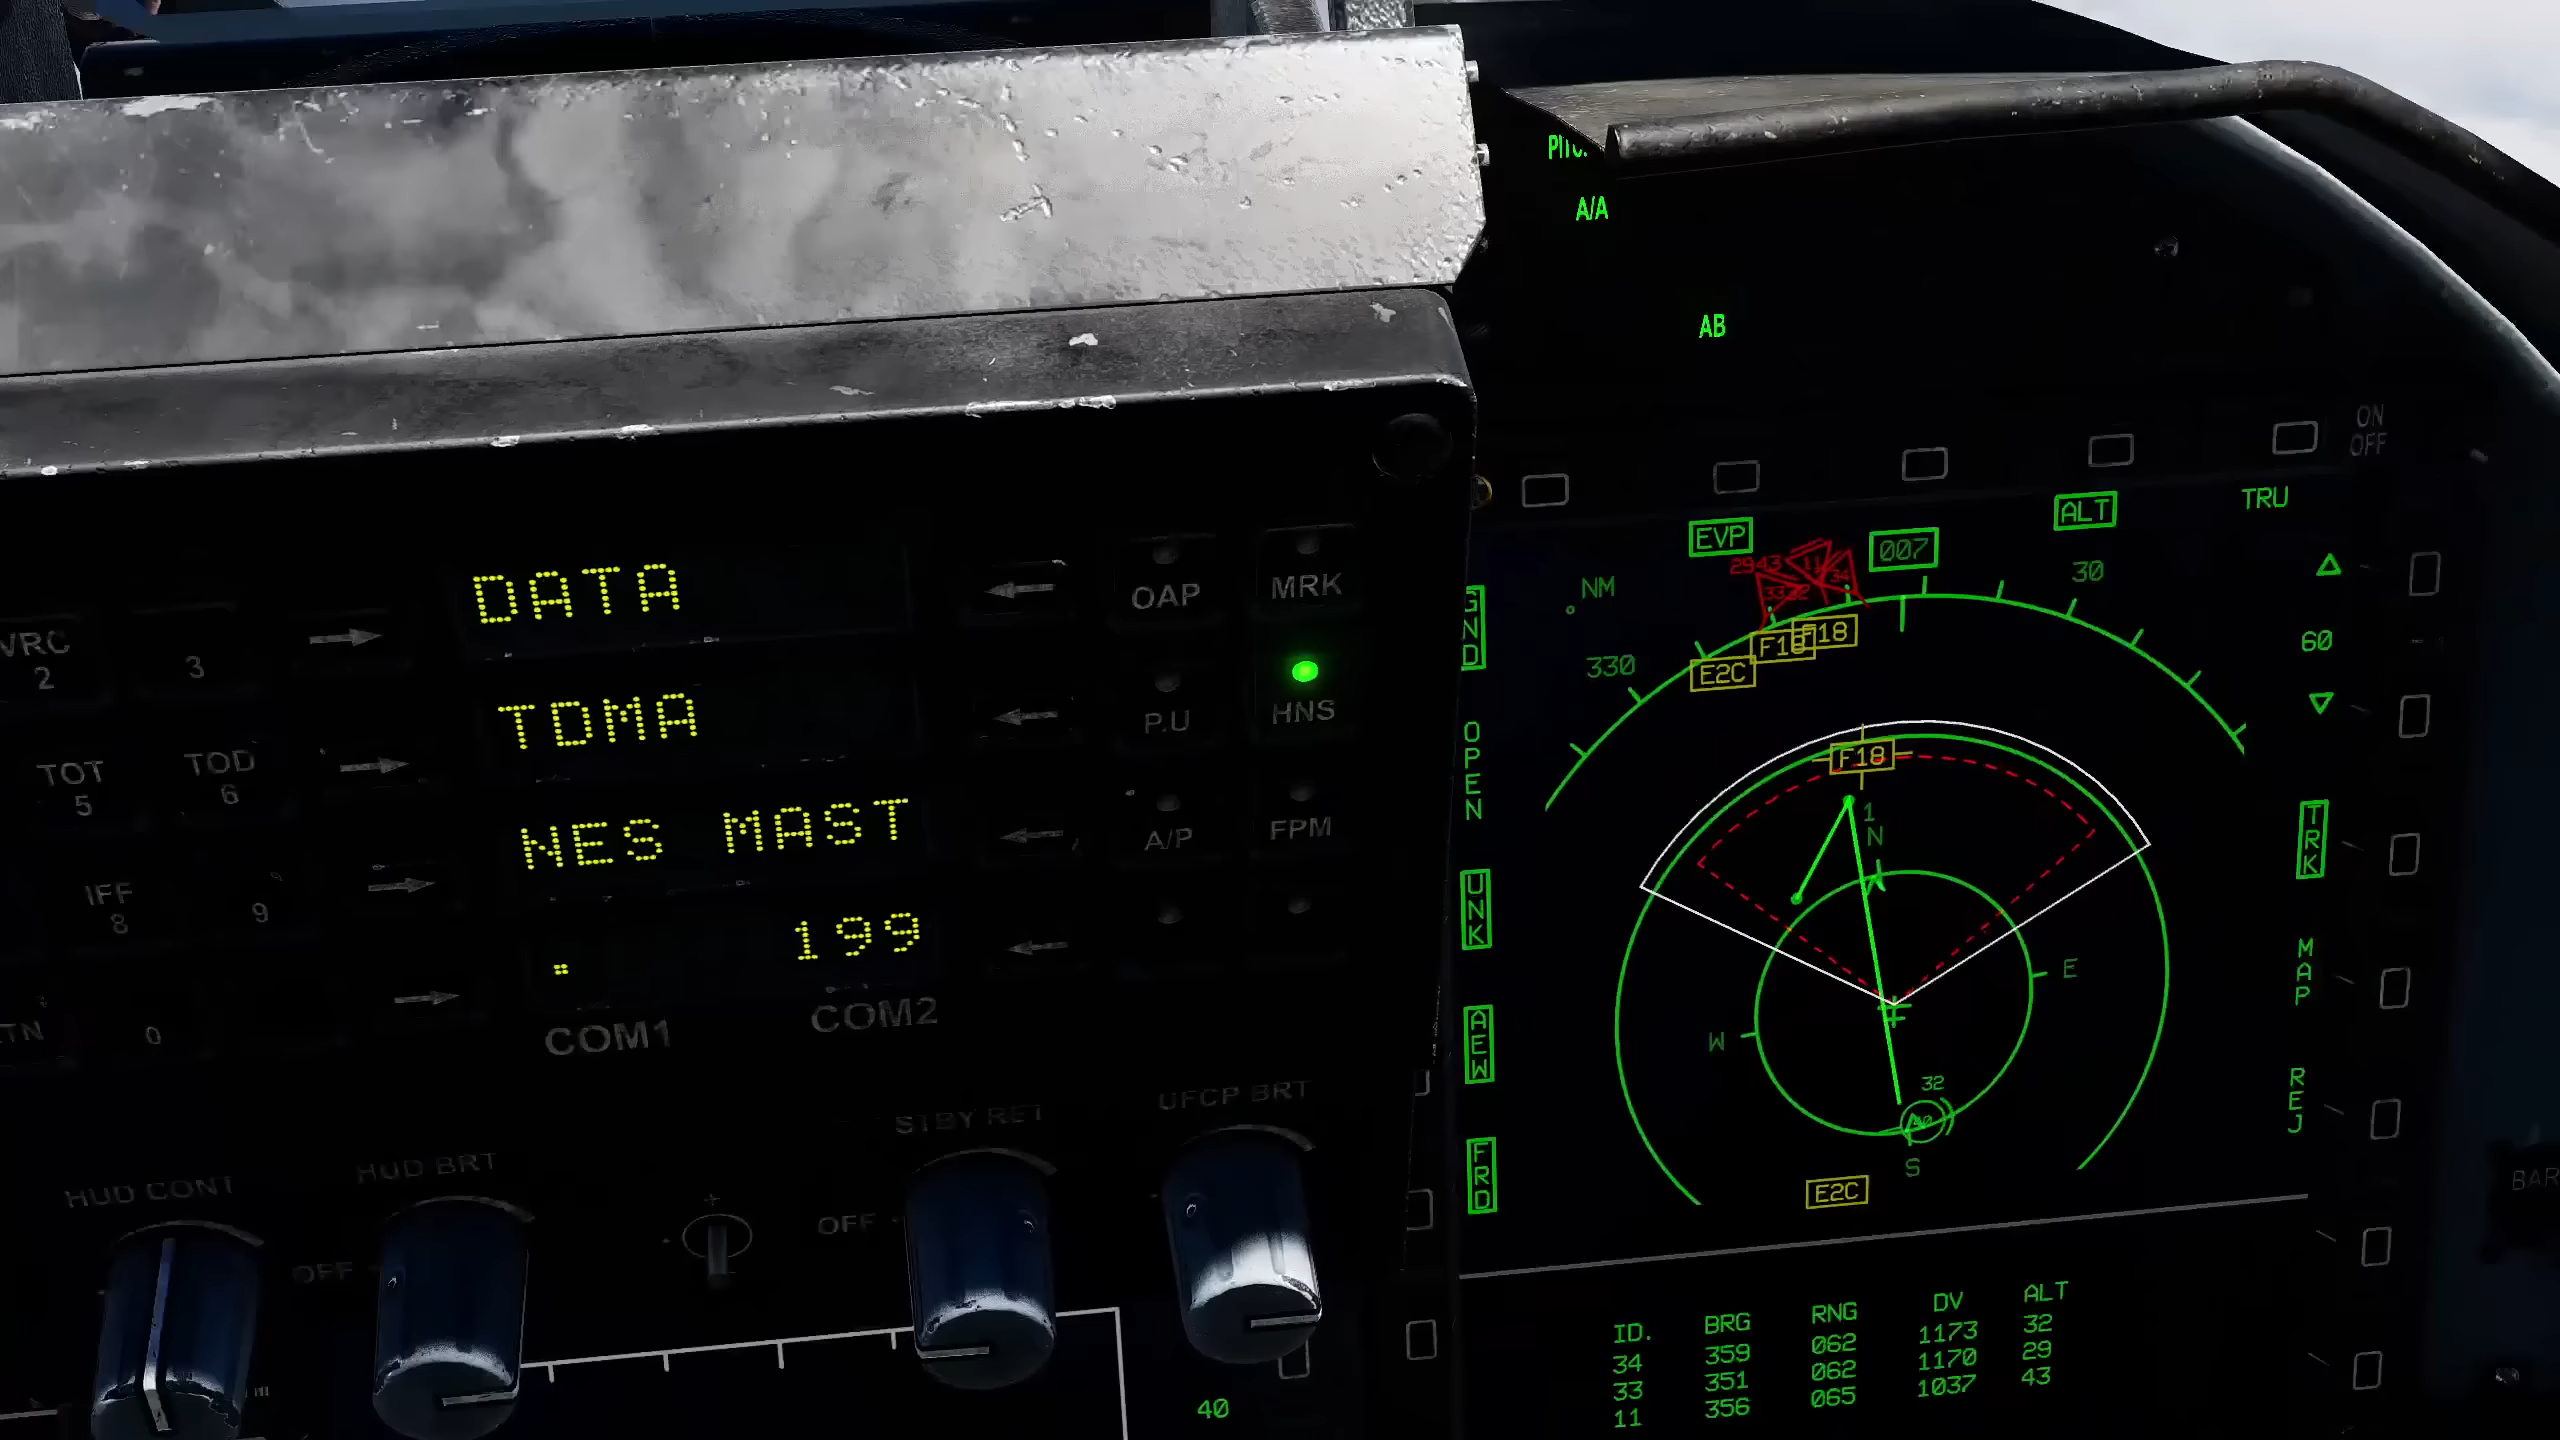 A/A
AB
ON
OFF
DATA
TDMA
NES MAST
199
COM1
COM2
VRC
2
3
TOT
5
TOD
6
IFF
8
9
0
OAP
MRK
P.U
HNS
A/P
FPM
HUD CONT
HUD BRT
OFF
+
OFF
STBY RET
UFCP BRT
40
EVP
007
ALT
TRU
NM
30
330
60
GND
OPEN
UNK
AEW
FRD
TRK
MAP
REJ
11
34
E2C
F18
F18
F18
1
N
E
W
S
32
E2C
ID. BRG RNG DV ALT
34 359 062 1173 32
33 351 062 1170 29
11 356 065 1037 43